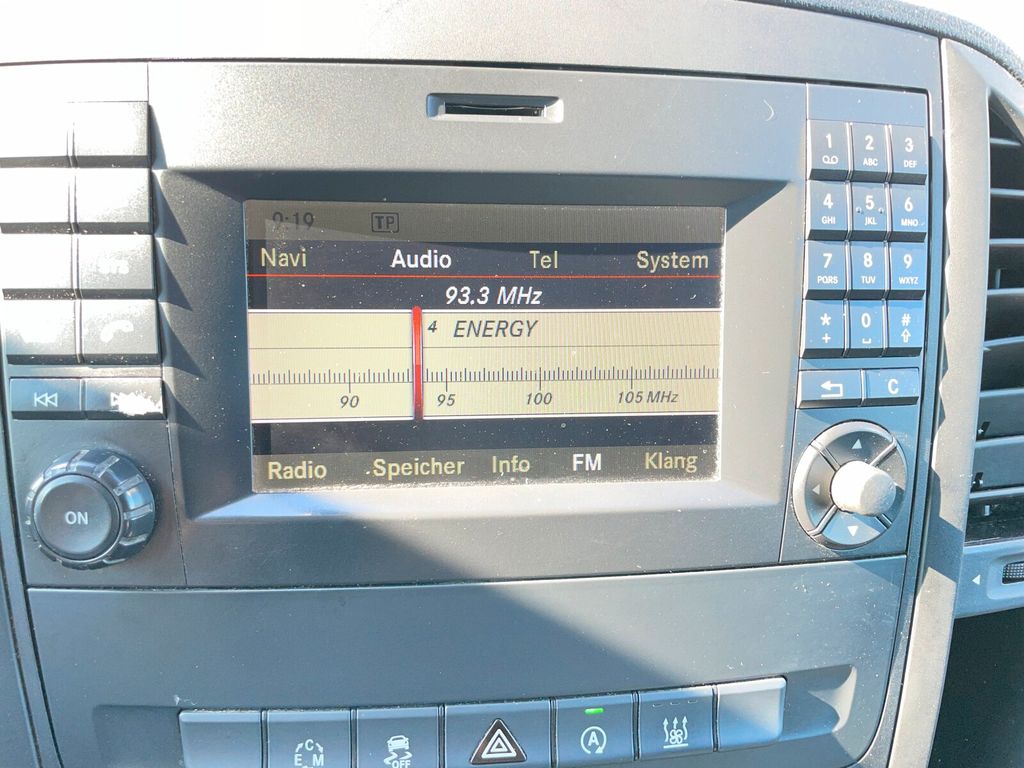 9:19 TP
Navi Audio Tel System
93.3 MHz
4 ENERGY
90 95 100 105 MHz
Radio Speicher Info FM Klang
ON
1 2 ABC 3 DEF
4 GHI 5 JKL 6 MNO
7 PQRS 8 TUV 9 WXYZ
* + 0 #
C
C
E M
OFF
A